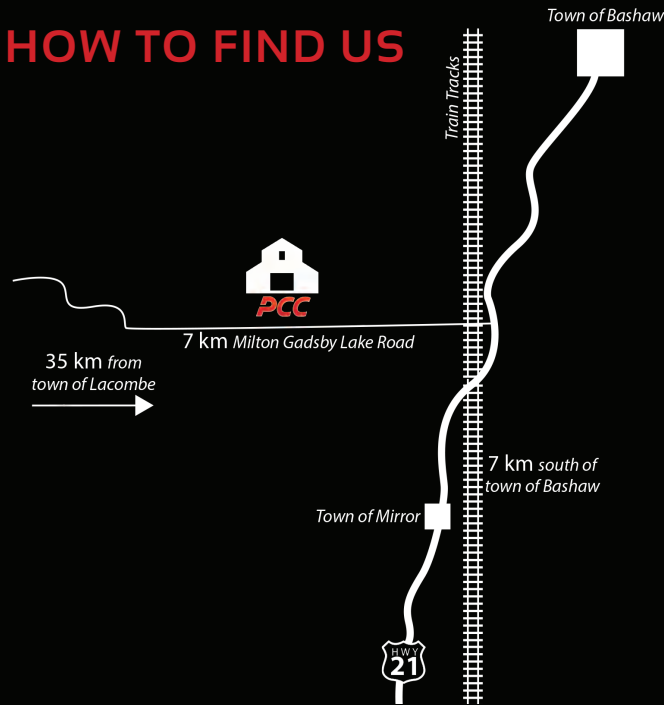 Town of Bashaw
HOW TO FIND US
Train Tracks
PCC
7 km Milton Gadsby Lake Road
35 km from
town of Lacombe
7 km south of
town of Bashaw
Town of Mirror
HWY
21